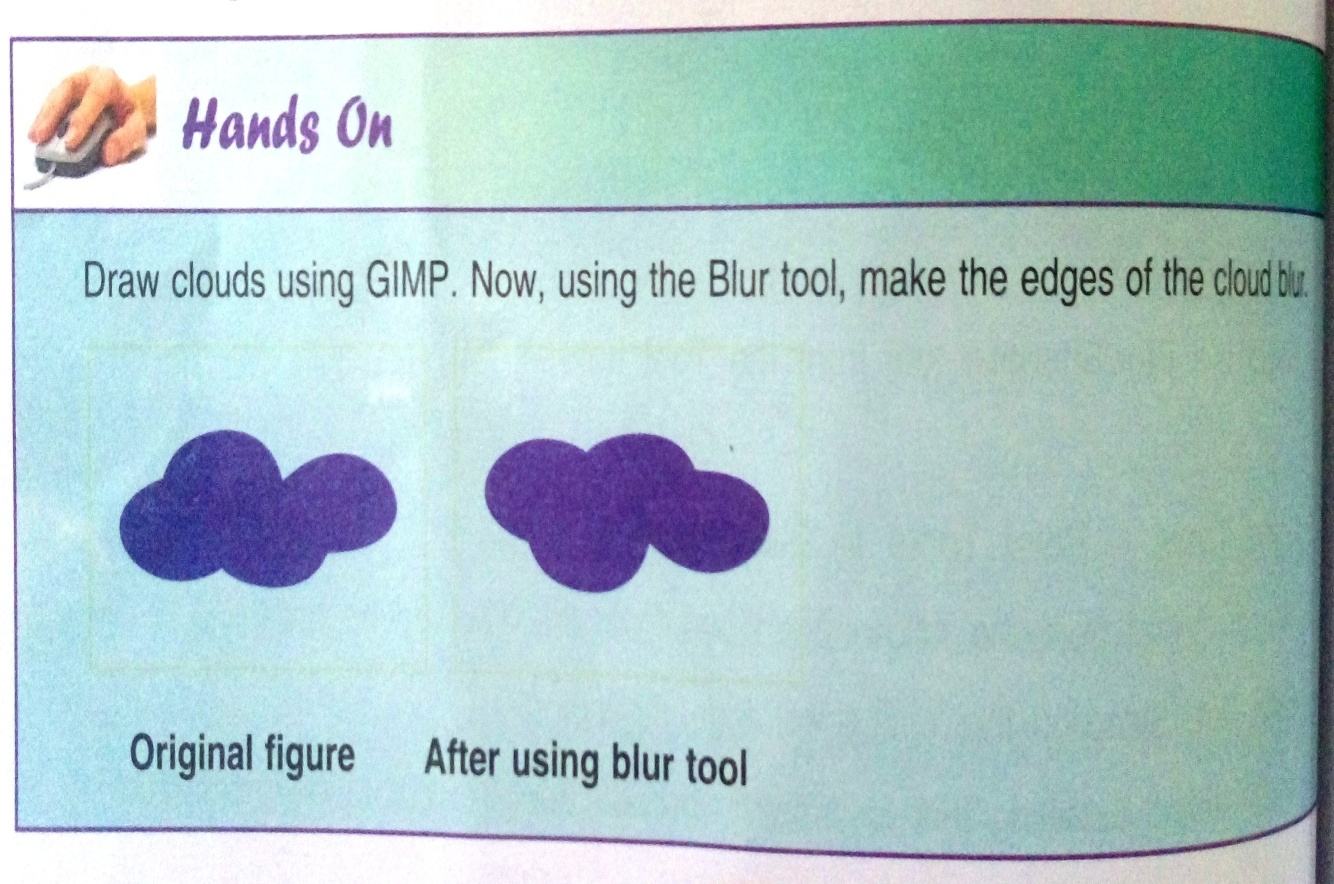 Hands On
Draw clouds using GIMP. Now, using the Blur tool, make the edges of the cloud blur.
Original figure After using blur tool